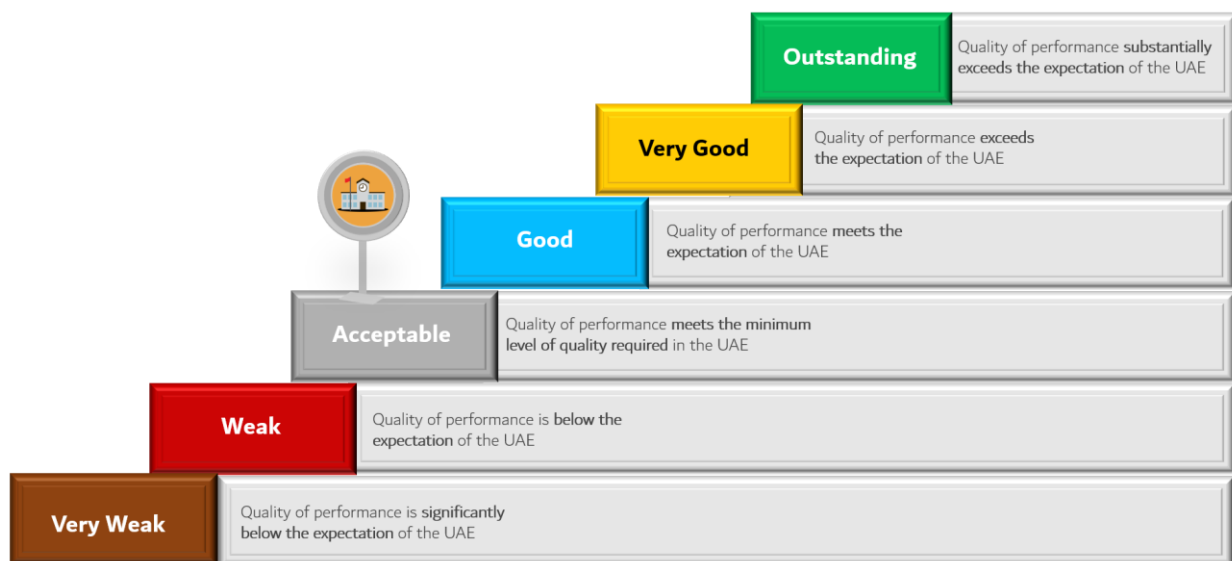 Outstanding
Quality of performance substantially
exceeds the expectation of the UAE
Very Good
Quality of performance exceeds
the expectation of the UAE
Good
Quality of performance meets the
expectation of the UAE
Acceptable
Quality of performance meets the minimum
level of quality required in the UAE
Weak
Quality of performance is below the
expectation of the UAE
Very Weak
Quality of performance is significantly
below the expectation of the UAE